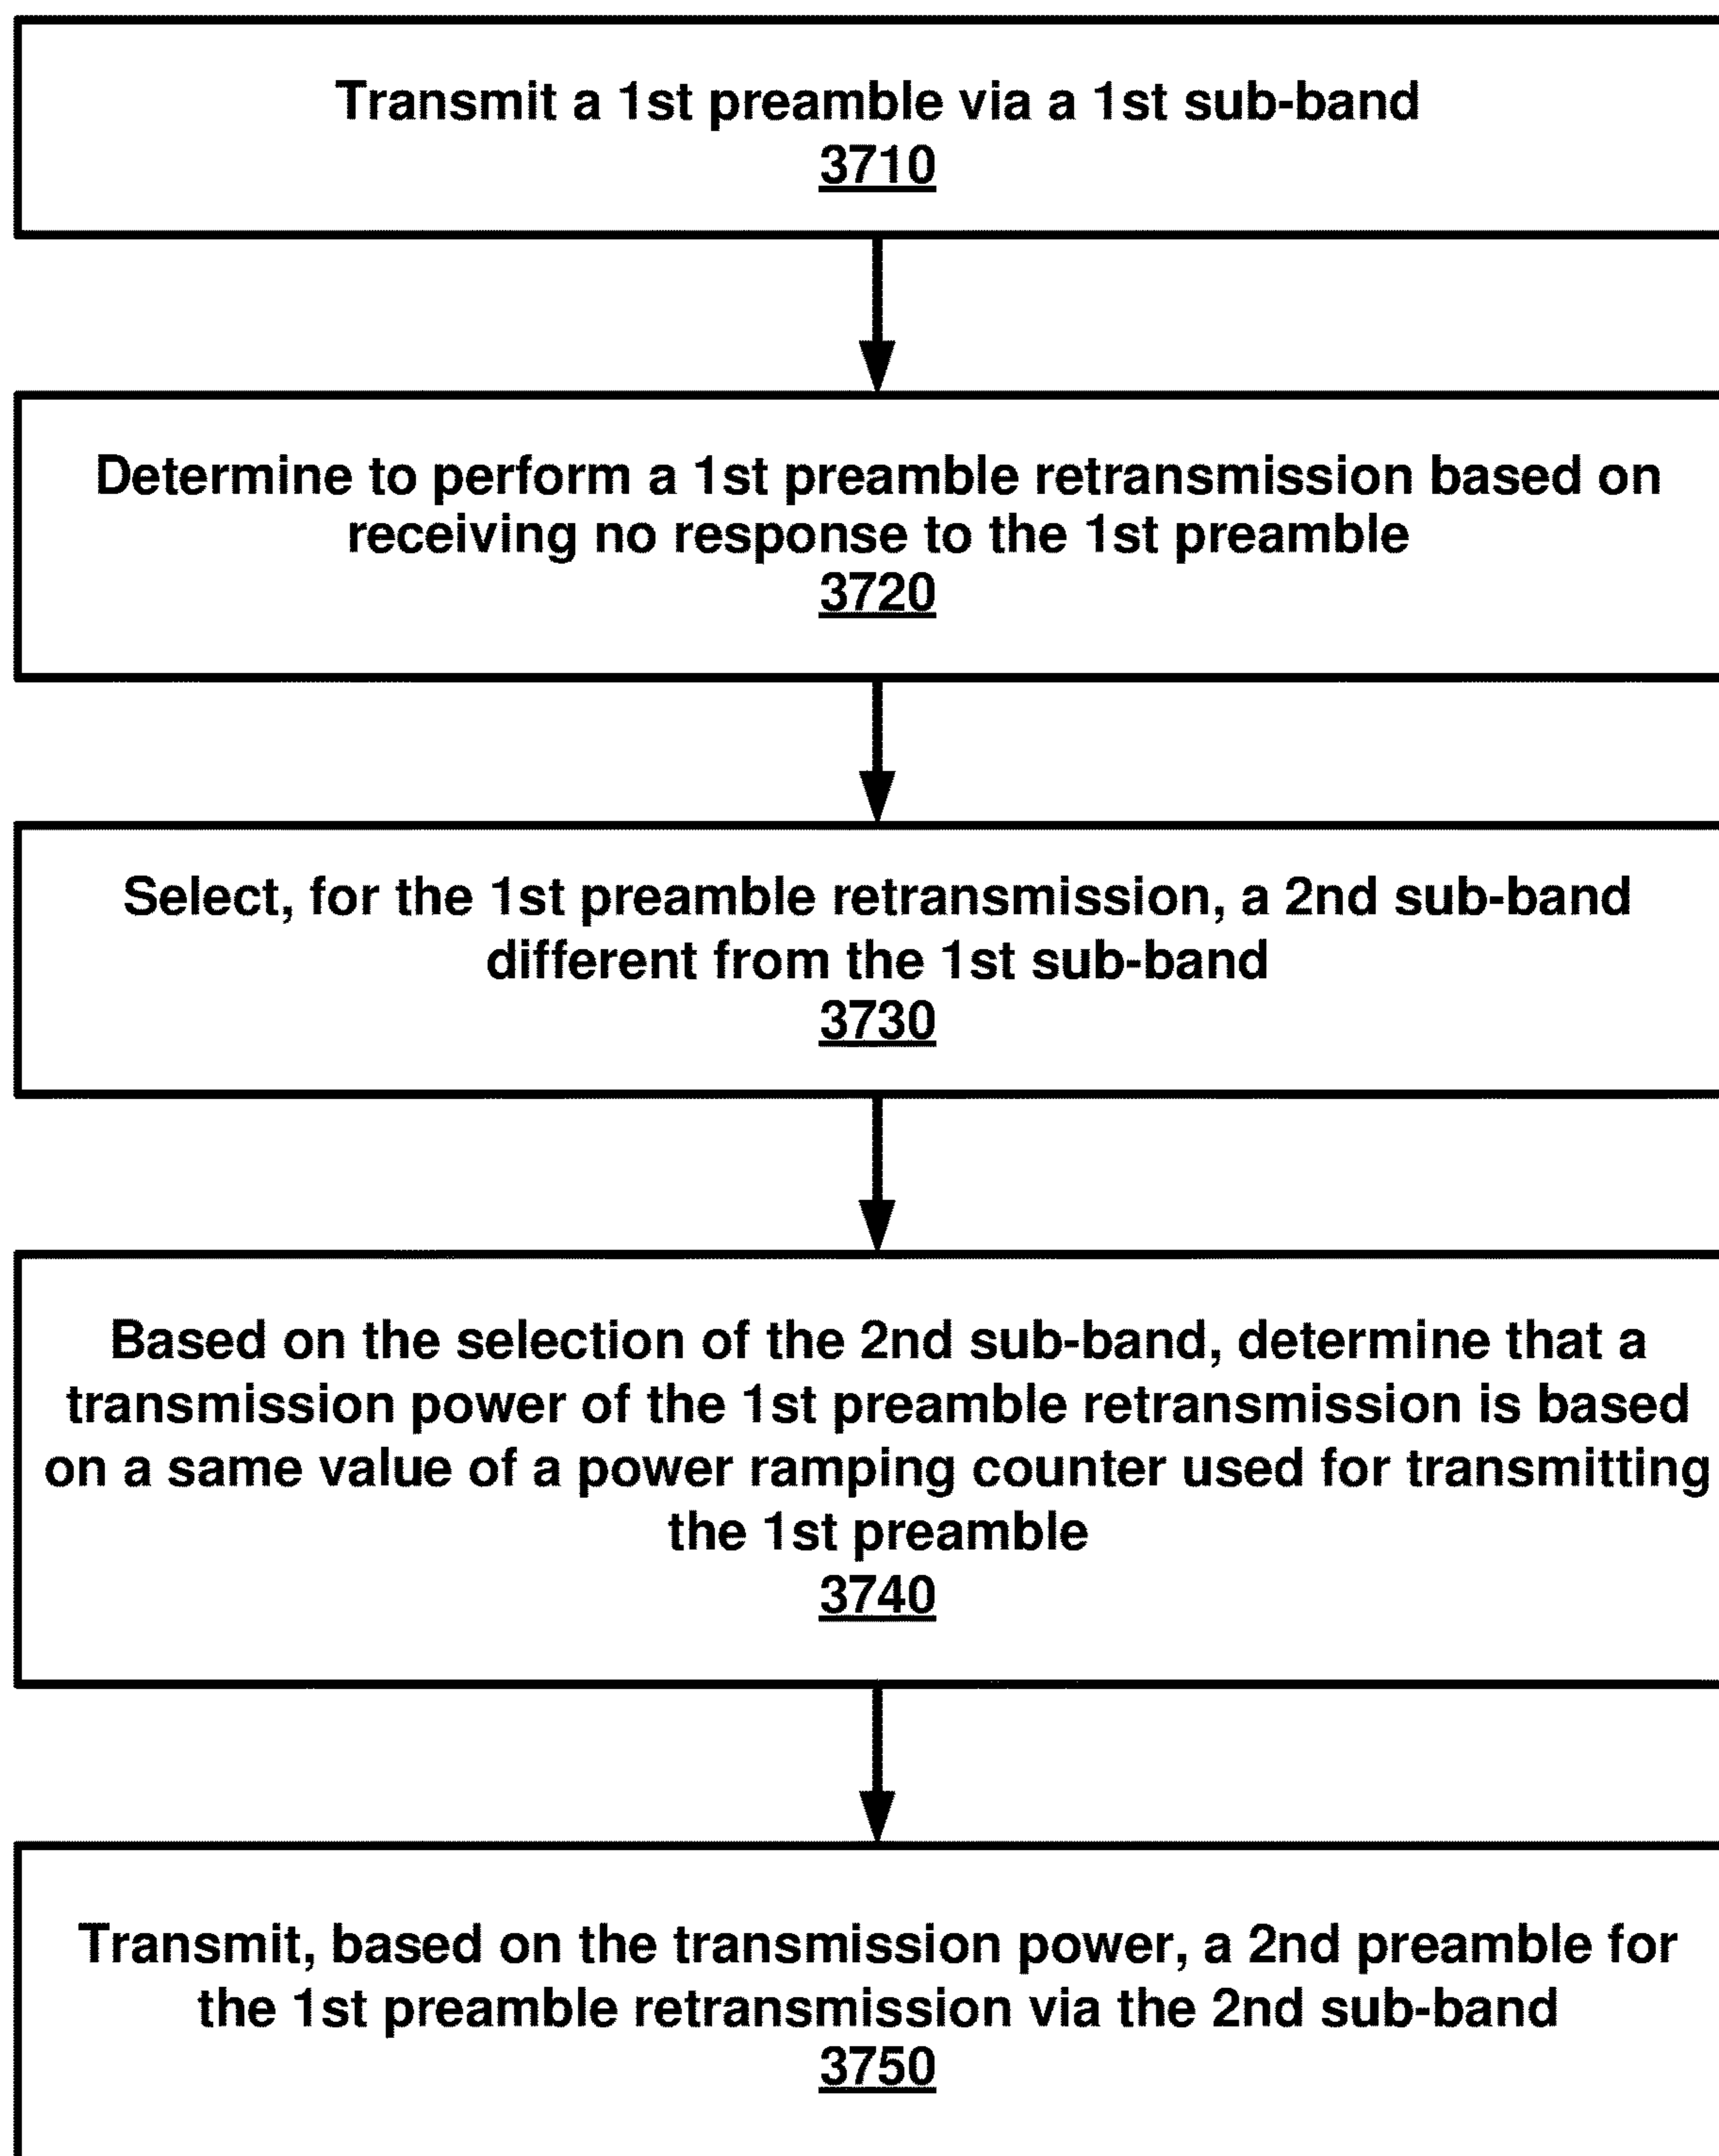 Transmit a 1st preamble via a 1st sub-band
3710
Determine to perform a 1st preamble retransmission based on
receiving no response to the 1st preamble
3720
Select, for the 1st preamble retransmission, a 2nd sub-band
different from the 1st sub-band
3730
Based on the selection of the 2nd sub-band, determine that a
transmission power of the 1st preamble retransmission is based
on a same value of a power ramping counter used for transmitting
the 1st preamble
3740
Transmit, based on the transmission power, a 2nd preamble for
the 1st preamble retransmission via the 2nd sub-band
3750